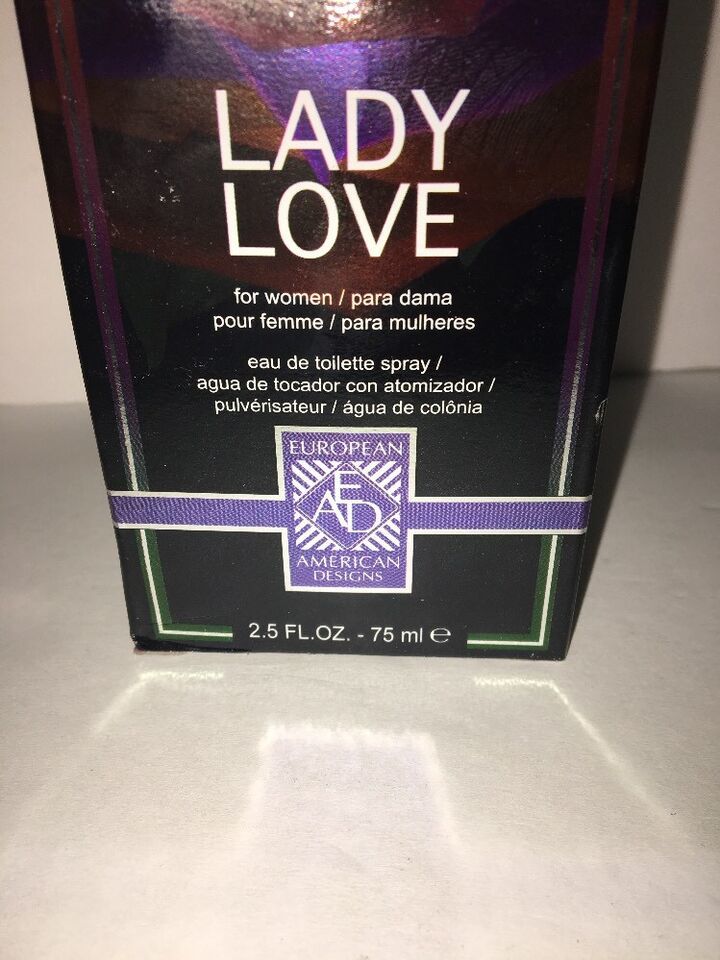 LADY
LOVE
for women / para dama
pour femme / para mulheres
eau de toilette spray /
agua de tocador con atomizador /
pulvérisateur / água de colônia
EUROPEAN
EAD
AMERICAN
DESIGNS
2.5 FL.OZ. - 75 ml ℮